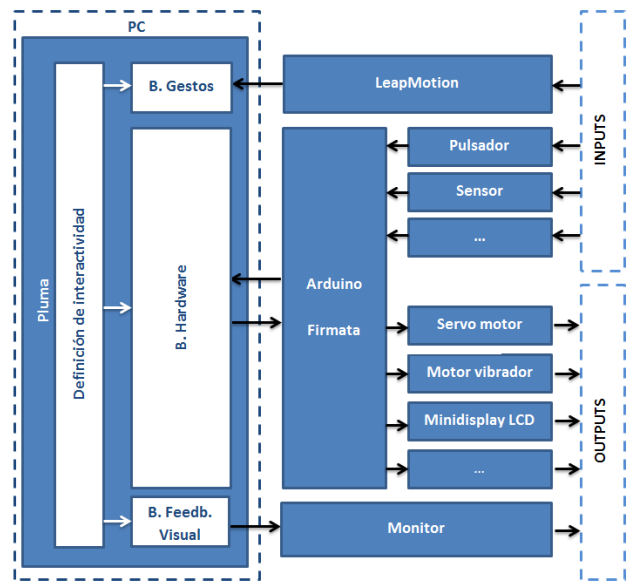 PC
Pluma
Definición de interactividad
B. Gestos
B. Hardware
B. Feedb.
Visual
LeapMotion
Arduino
Firmata
Pulsador
Sensor
...
Servo motor
Motor vibrador
Minidisplay LCD
...
Monitor
INPUTS
OUTPUTS